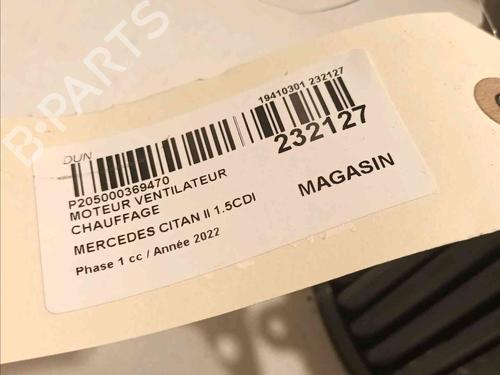 B-PARTS
19410301 232127
232127
DUN
P205000369470
MOTEUR VENTILATEUR
CHAUFFAGE
MAGASIN
MERCEDES CITAN II 1.5CDI
Phase 1 cc / Année 2022